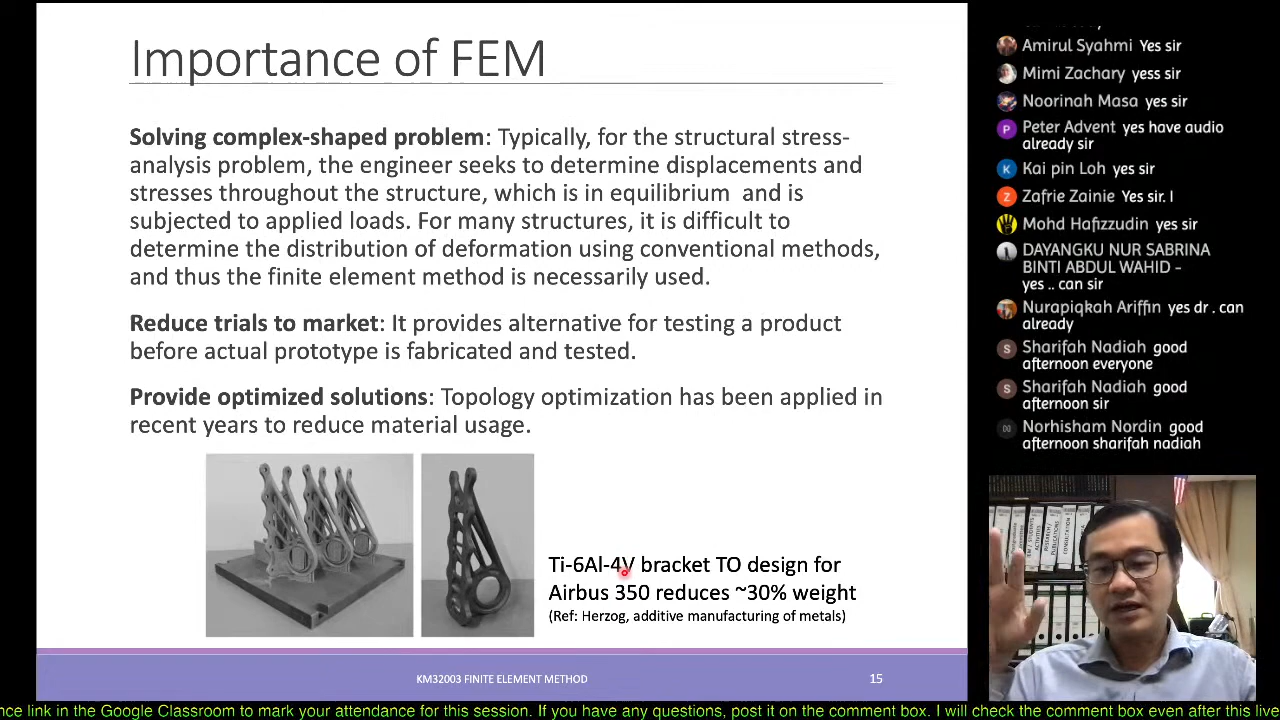 Importance of FEM
Solving complex-shaped problem: Typically, for the structural stress-
analysis problem, the engineer seeks to determine displacements and
stresses throughout the structure, which is in equilibrium and is
subjected to applied loads. For many structures, it is difficult to
determine the distribution of deformation using conventional methods,
and thus the finite element method is necessarily used.
Reduce trials to market: It provides alternative for testing a product
before actual prototype is fabricated and tested.
Provide optimized solutions: Topology optimization has been applied in
recent years to reduce material usage.
Ti-6Al-4V bracket TO design for
Airbus 350 reduces ~30% weight
(Ref: Herzog, additive manufacturing of metals)
KM32003 FINITE ELEMENT METHOD
15
Amirul Syahmi Yes sir
Mimi Zachary yess sir
Noorinah Masa yes sir
P
Peter Advent yes have audio
already sir
K
Kai pin Loh yes sir
Z
Zafrie Zainie Yes sir. I
Mohd Hafizzudin yes sir
DAYANGKU NUR SABRINA
BINTI ABDUL WAHID -
yes .. can sir
Nurapiqkah Ariffin yes dr . can
already
S
Sharifah Nadiah good
afternoon everyone
S
Sharifah Nadiah good
afternoon sir
Norhisham Nordin good
afternoon sharifah nadiah
nce link in the Google Classroom to mark your attendance for this session. If you have any questions, post it on the comment box. I will check the comment box even after this live